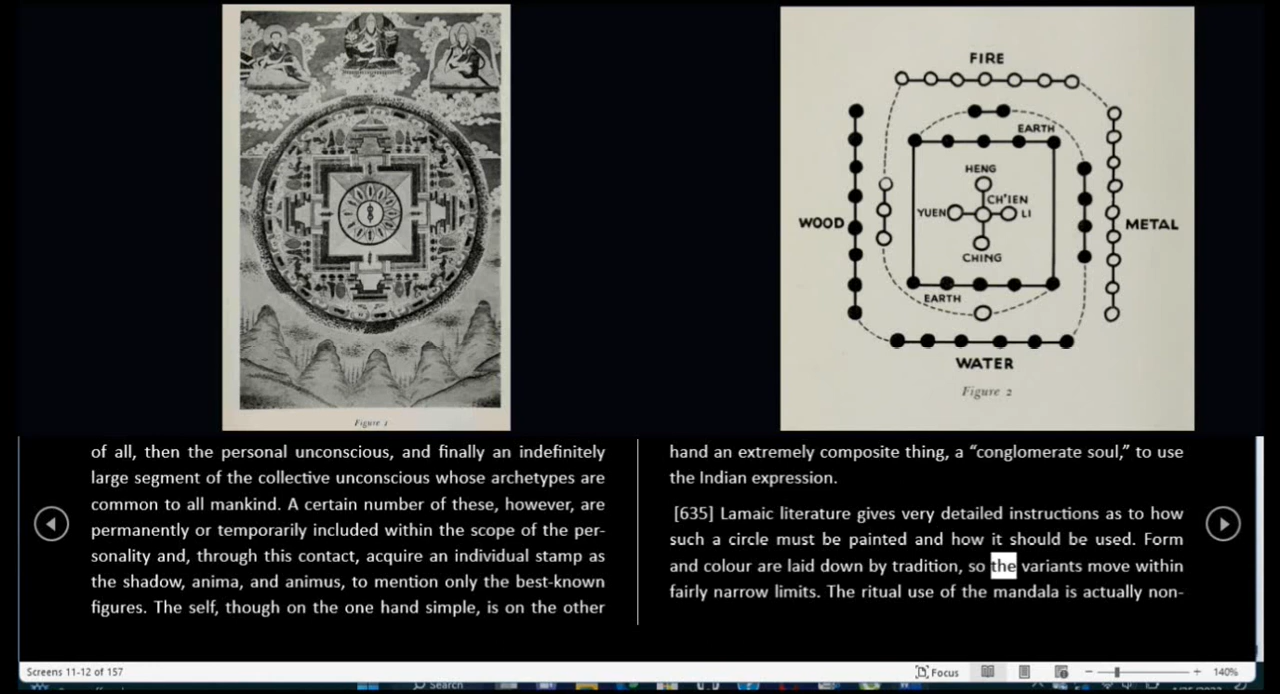 Figure 1
FIRE
EARTH
HENG
CH'IEN
YUEN
LI
CHING
WOOD
METAL
EARTH
WATER
Figure 2
of all, then the personal unconscious, and finally an indefinitely
large segment of the collective unconscious whose archetypes are
common to all mankind. A certain number of these, however, are
permanently or temporarily included within the scope of the per-
sonality and, through this contact, acquire an individual stamp as
the shadow, anima, and animus, to mention only the best-known
figures. The self, though on the one hand simple, is on the other
hand an extremely composite thing, a “conglomerate soul,” to use
the Indian expression.
[635] Lamaic literature gives very detailed instructions as to how
such a circle must be painted and how it should be used. Form
and colour are laid down by tradition, so the variants move within
fairly narrow limits. The ritual use of the mandala is actually non-
Screens 11-12 of 157
Focus
140%
Search